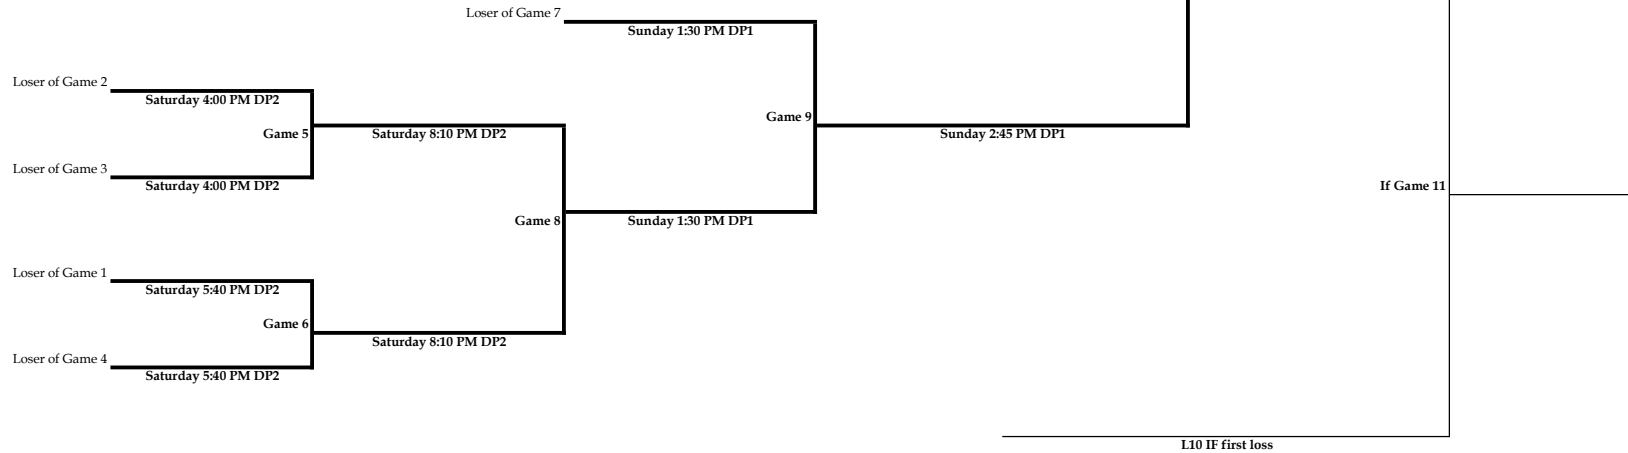 Loser of Game 7
Sunday 1:30 PM DP1
Loser of Game 2
Saturday 4:00 PM DP2
Game 9
Game 5
Saturday 8:10 PM DP2
Sunday 2:45 PM DP1
Loser of Game 3
Saturday 4:00 PM DP2
If Game 11
Game 8
Sunday 1:30 PM DP1
Loser of Game 1
Saturday 5:40 PM DP2
Game 6
Saturday 8:10 PM DP2
Loser of Game 4
Saturday 5:40 PM DP2
L10 IF first loss